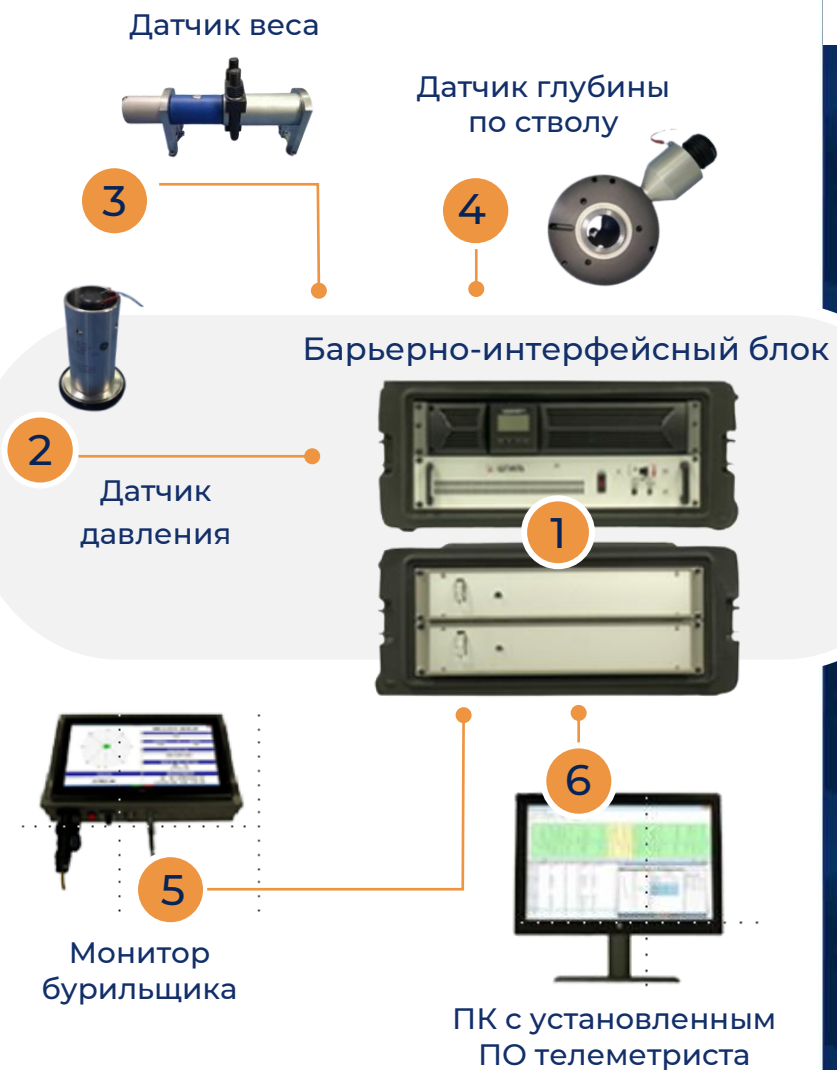 Датчик веса
Датчик глубины
по стволу
3
4
Барьерно-интерфейсный блок
2
Датчик
давления
1
6
5
Монитор
бурильщика
ПК с установленным
ПО телеметриста